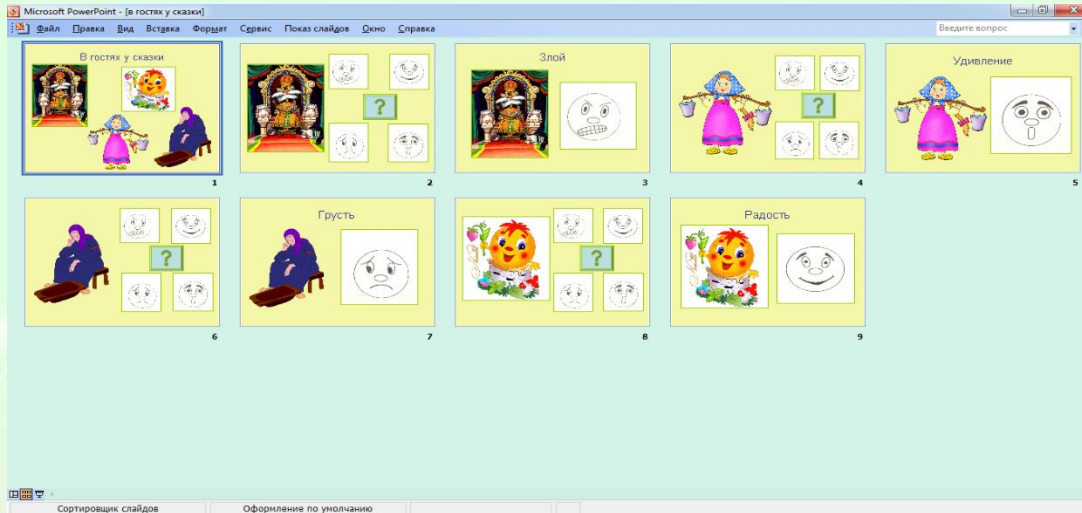 Microsoft PowerPoint - [в гостях у сказки]
Файл Правка Вид Вставка Формат Сервис Показ слайдов Окно Справка
Введите вопрос
В гостях у сказки
1
?
2
Злой
3
?
4
Удивление
5
?
6
Грусть
7
?
8
Радость
9
Сортировщик слайдов Оформление по умолчанию